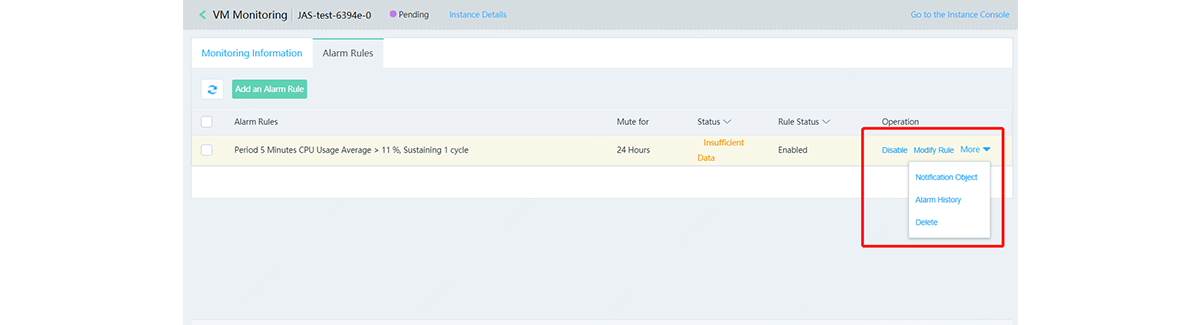 VM Monitoring JAS-test-6394e-0 Pending Instance Details Go to the Instance Console
Monitoring Information Alarm Rules
Add an Alarm Rule
Alarm Rules Mute for Status Rule Status Operation
Period 5 Minutes CPU Usage Average > 11 %, Sustaining 1 cycle 24 Hours Insufficient Data Enabled Disable Modify Rule More
Notification Object
Alarm History
Delete